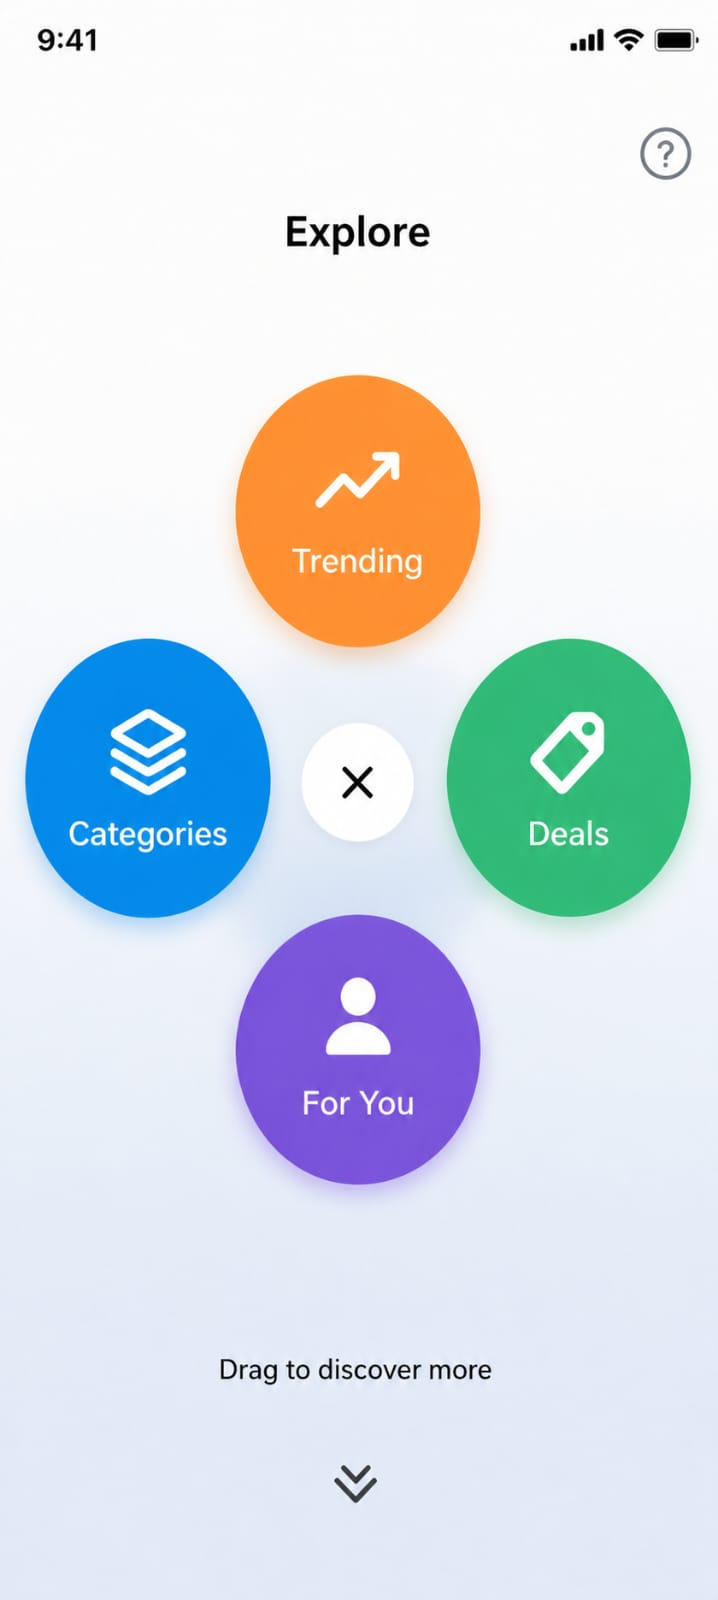 9:41
?
Explore
Trending
Categories
Deals
For You
Drag to discover more